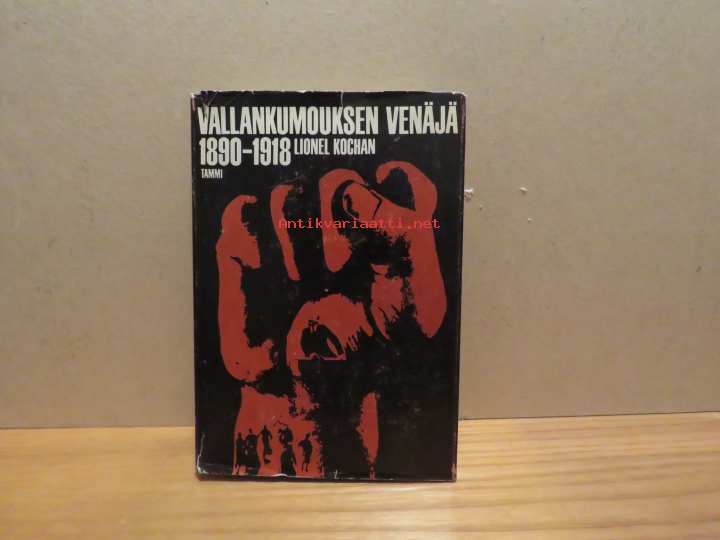 VALLANKUMOUKSEN VENÄJÄ
1890-1918 LIONEL KOCHAN
TAMMI
Antikvariaatti.net